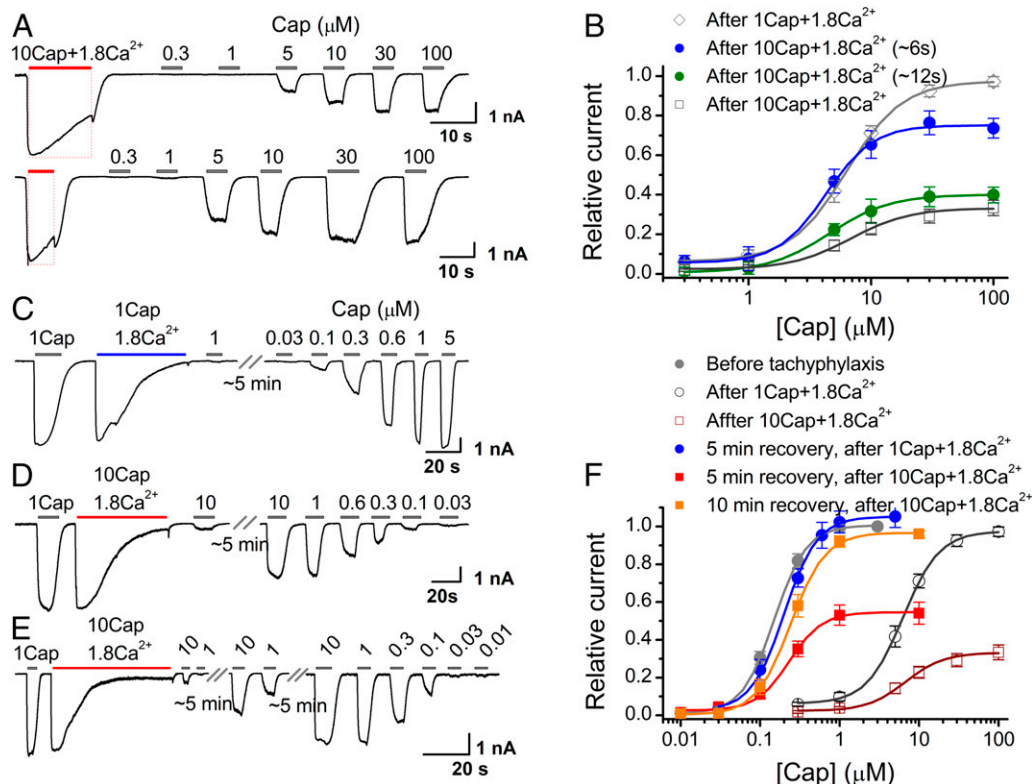 A
Cap (μM)
10Cap+1.8Ca²⁺ 0.3 1 5 10 30 100
1 nA
10 s
0.3 1 5 10 30 100
1 nA
10 s
B
After 1Cap+1.8Ca²⁺
After 10Cap+1.8Ca²⁺ (~6s)
After 10Cap+1.8Ca²⁺ (~12s)
After 10Cap+1.8Ca²⁺
Relative current
1.0
0.8
0.6
0.4
0.2
0.0
1 10 100
[Cap] (μM)
C
1Cap
Cap (μM)
1Cap 1.8Ca²⁺ 1 0.03 0.1 0.3 0.6 1 5
~5 min
1 nA
20 s
D
10Cap
1Cap 1.8Ca²⁺ 10 10 1 0.6 0.3 0.1 0.03
~5 min
1 nA
20s
E
10Cap
1Cap 1.8Ca²⁺ 10 1 10 1 10 1 0.3 0.1 0.03 0.01
~5 min ~5 min
1 nA
20 s
Before tachyphylaxis
After 1Cap+1.8Ca²⁺
Affter 10Cap+1.8Ca²⁺
5 min recovery, after 1Cap+1.8Ca²⁺
5 min recovery, after 10Cap+1.8Ca²⁺
10 min recovery, after 10Cap+1.8Ca²⁺
F
Relative current
1.0
0.8
0.6
0.4
0.2
0.0
0.01 0.1 1 10 100
[Cap] (μM)